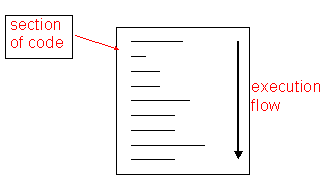 section
of code
execution
flow